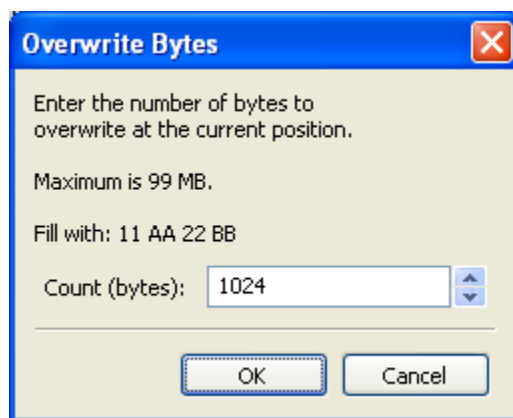 Overwrite Bytes
Enter the number of bytes to
overwrite at the current position.
Maximum is 99 MB.
Fill with: 11 AA 22 BB
Count (bytes): 1024
OK Cancel